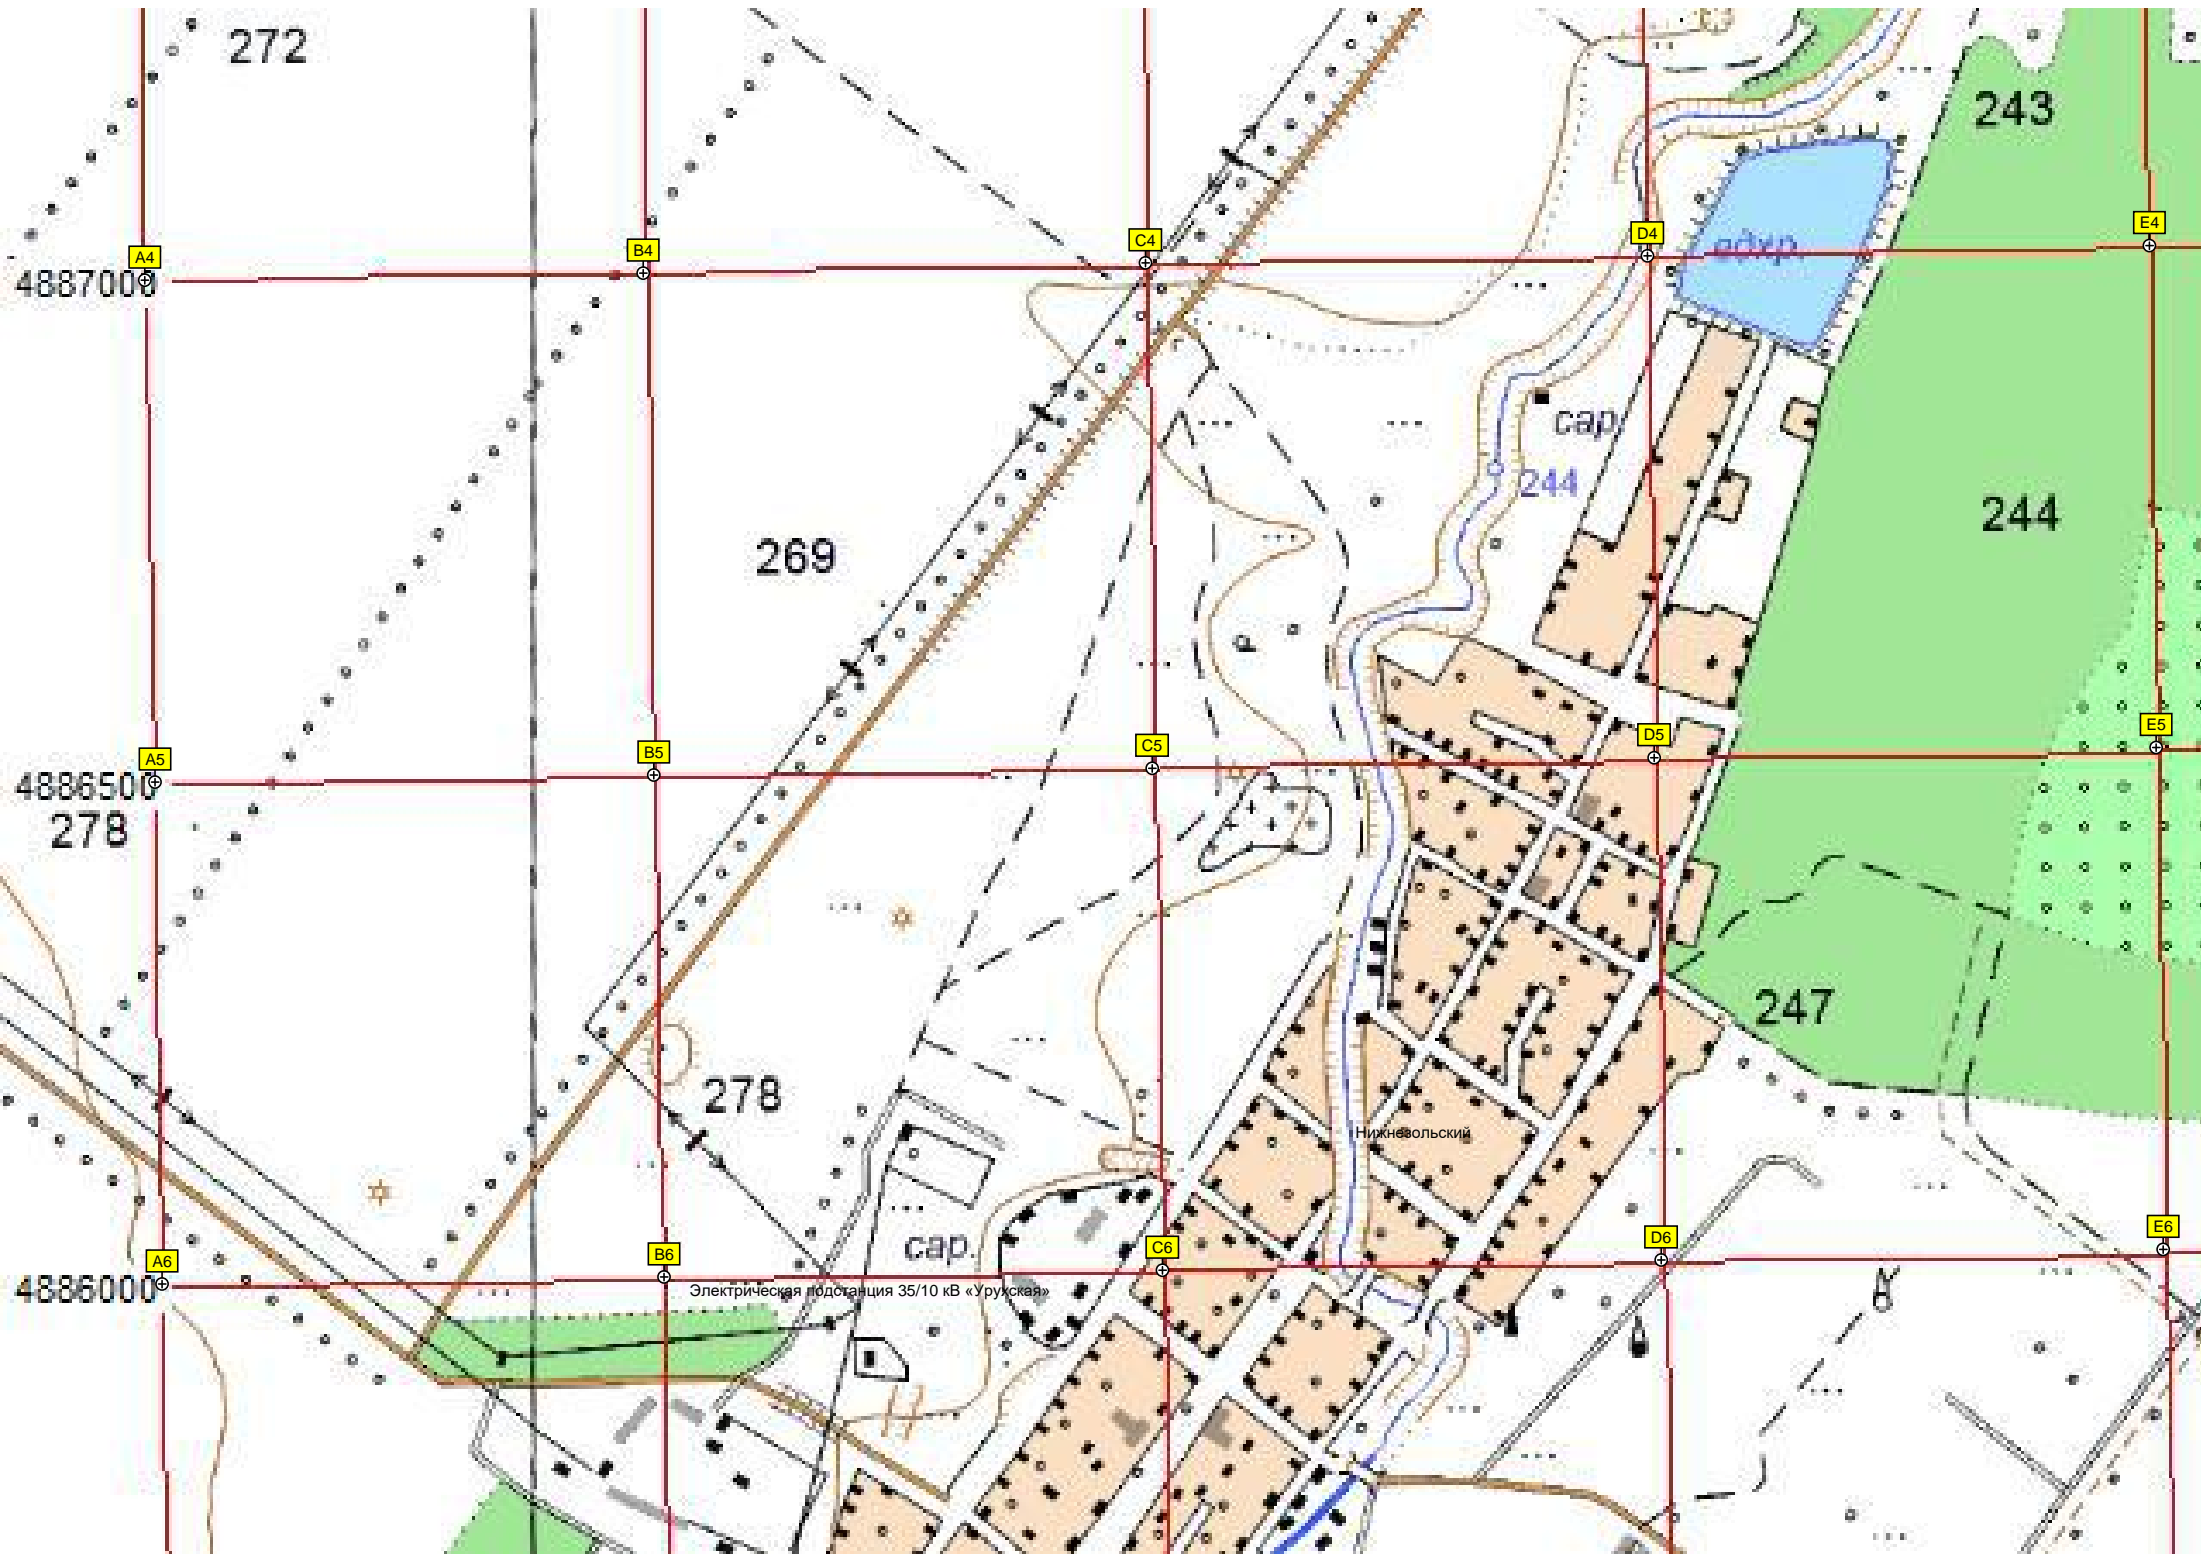 272
243
A4
B4
C4
D4
E4
4887000
вдхр.
сар.
244
244
269
A5
B5
C5
D5
E5
4886500
278
247
278
Нижнезольский
сар.
A6
B6
C6
D6
E6
4886000
Электрическая подстанция 35/10 кВ «Урухская»